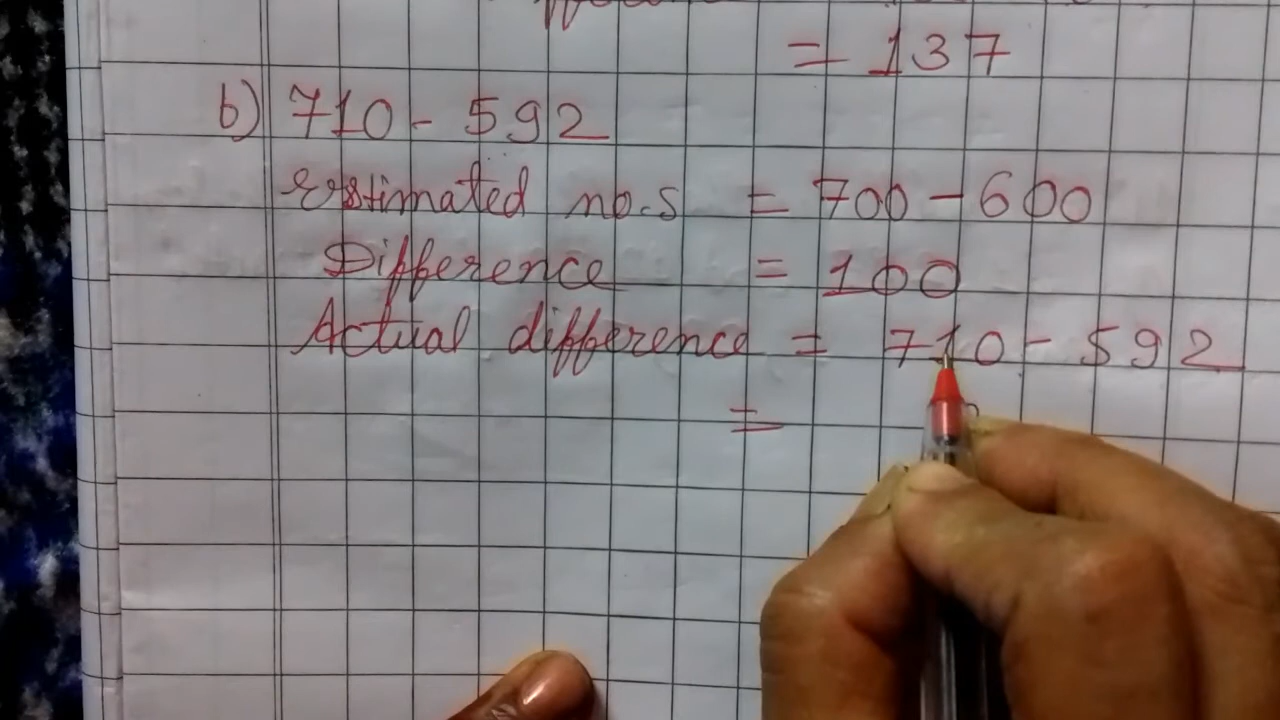 = 137
b) 710 - 592
Estimated no.s = 700 - 600
Difference = 100
Actual difference = 710 - 592
=